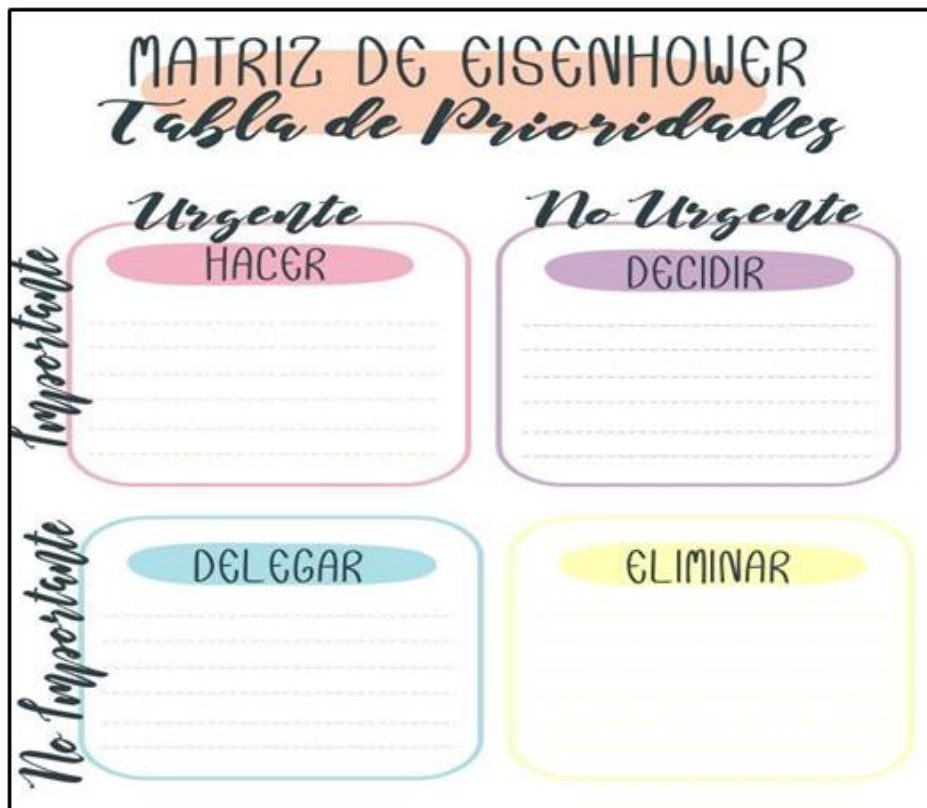 MATRIZ DE EISENHOWER
Tabla de Prioridades
Urgente
No Urgente
Importante
HACER
DECIDIR
No Importante
DELEGAR
ELIMINAR